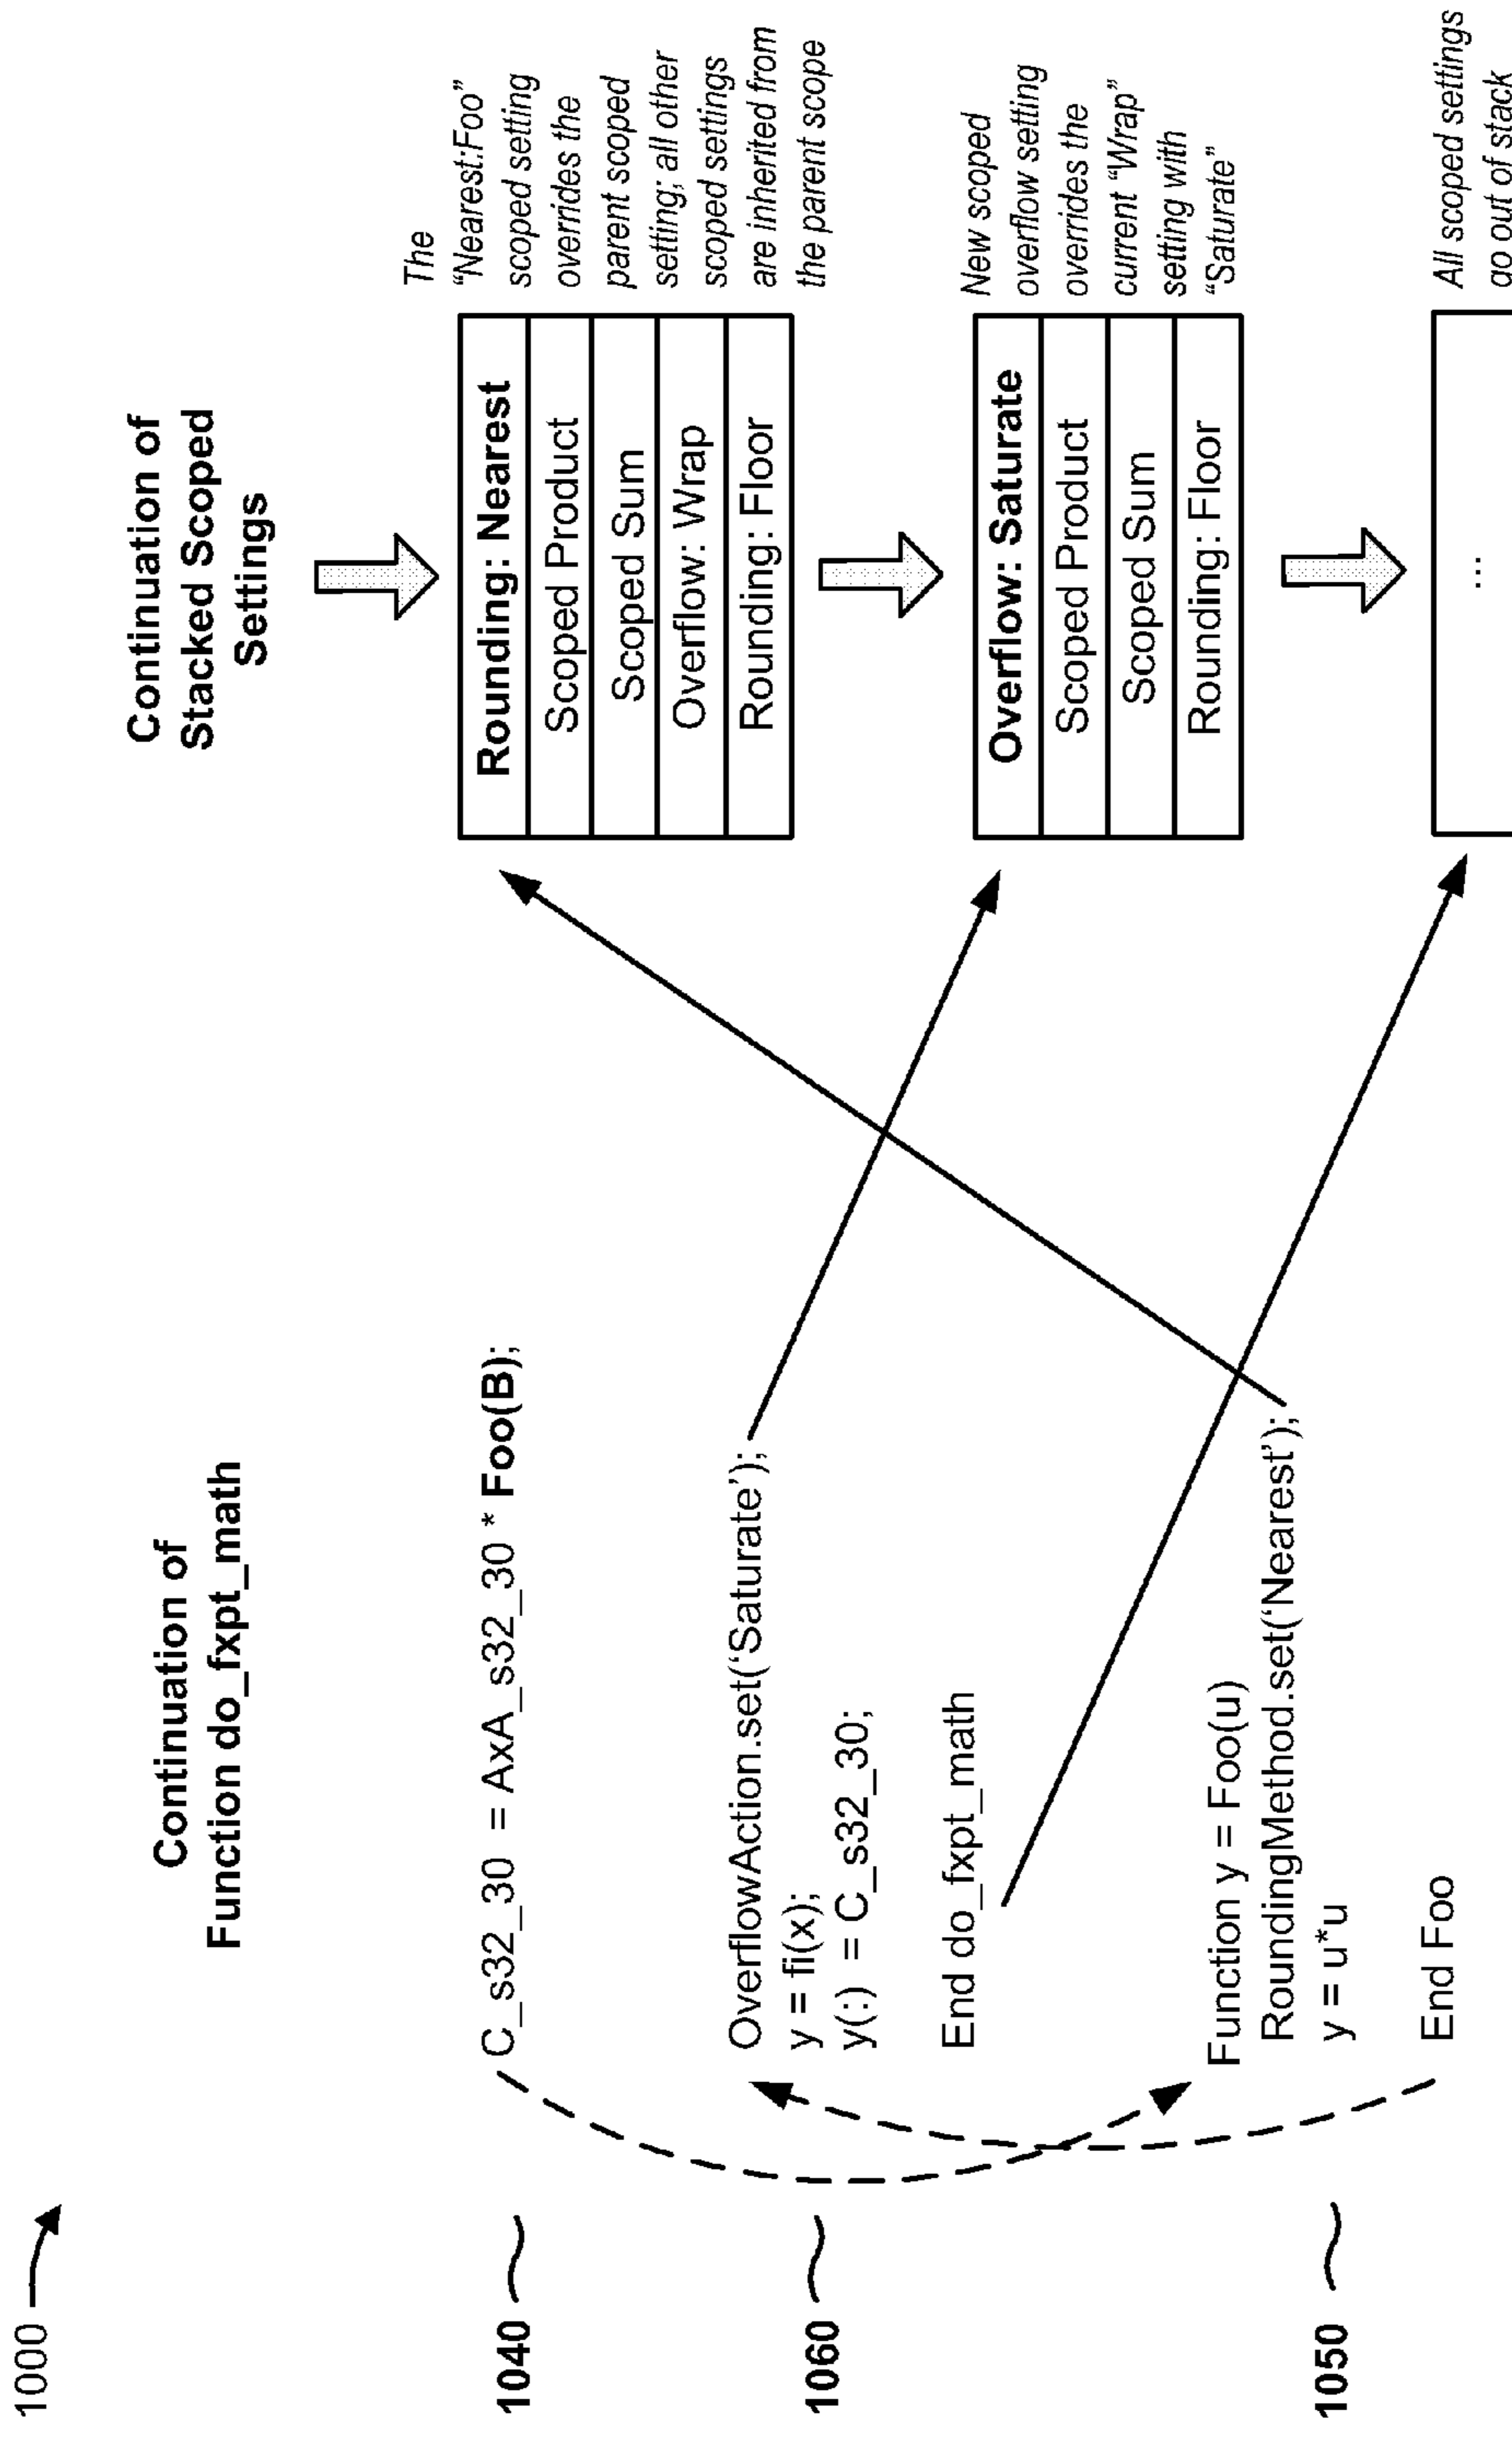 1000
Continuation of
Function do_fxpt_math
Continuation of
Stacked Scoped
Settings
1040
C_s32_30 = AxA_s32_30 * Foo(B);
Rounding: Nearest
Scoped Product
Scoped Sum
Overflow: Wrap
Rounding: Floor
The
“Nearest:Foo”
scoped setting
overrides the
parent scoped
setting; all other
scoped settings
are inherited from
the parent scope
1060
OverflowAction.set(‘Saturate’);
y = fi(x);
y(:) = C_s32_30;
End do_fxpt_math
Overflow: Saturate
Scoped Product
Scoped Sum
Rounding: Floor
New scoped
overflow setting
overrides the
current “Wrap”
setting with
“Saturate”
1050
Function y = Foo(u)
RoundingMethod.set(‘Nearest’);
y = u*u
End Foo
...
All scoped settings
go out of stack